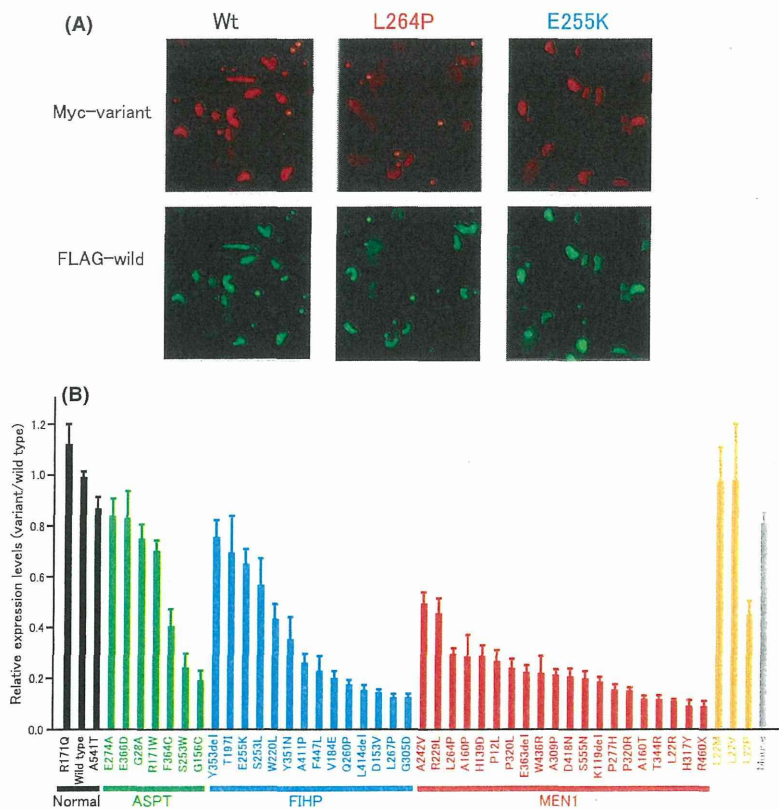 (A)
Wt
L264P
E255K
Myc-variant
FLAG-wild
(B)
Relative expression levels (variant/wild type)
1.2
1.0
0.8
0.6
0.4
0.2
0.0
R171Q
Wild type
A541T
E274A
E366D
G28A
R171W
F364C
S253W
G156C
Y353del
T197I
E255K
S253L
W220L
Y351N
A411P
F447L
V184E
Q260P
L414del
D153V
L267P
G305D
A242V
R229L
L264P
A160P
H139D
P12L
P320L
E363del
W436R
A309P
D418N
S555N
K119del
P277H
P320R
A160T
T344R
L22R
H317Y
R460X
L22M
L22V
Normal
ASPT
FIHP
MEN1